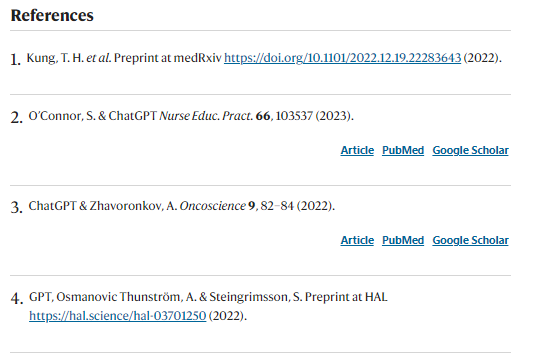 References
1. Kung, T. H. et al. Preprint at medRxiv https://doi.org/10.1101/2022.12.19.22283643 (2022).
2. O’Connor, S. & ChatGPT Nurse Educ. Pract. 66, 103537 (2023).
Article PubMed Google Scholar
3. ChatGPT & Zhavoronkov, A. Oncoscience 9, 82–84 (2022).
Article PubMed Google Scholar
4. GPT, Osmanovic Thunström, A. & Steingrimsson, S. Preprint at HAL
https://hal.science/hal-03701250 (2022).